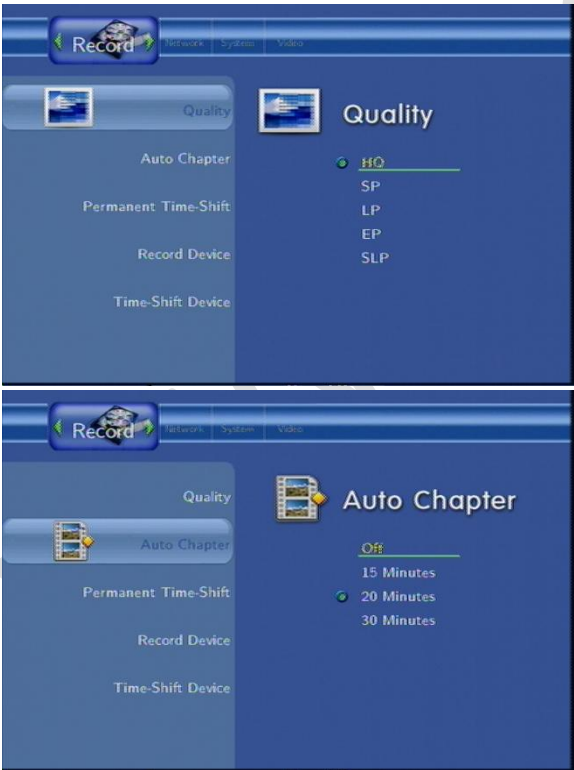 Record Network System Video
Quality
Auto Chapter
Permanent Time-Shift
Record Device
Time-Shift Device
Quality
HQ
SP
LP
EP
SLP
Record Network System Video
Quality
Auto Chapter
Permanent Time-Shift
Record Device
Time-Shift Device
Auto Chapter
Off
15 Minutes
20 Minutes
30 Minutes